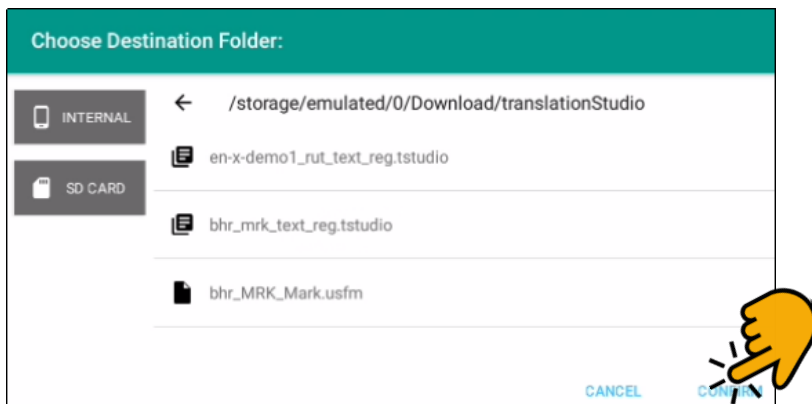 Choose Destination Folder:
INTERNAL
SD CARD
/storage/emulated/0/Download/translationStudio
en-x-demo1_rut_text_reg.tstudio
bhr_mrk_text_reg.tstudio
bhr_MRK_Mark.usfm
CANCEL
CONFIRM